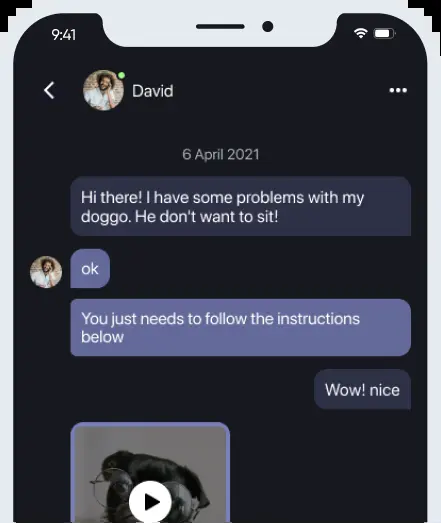 9:41
David
6 April 2021
Hi there! I have some problems with my
doggo. He don't want to sit!
ok
You just needs to follow the instructions
below
Wow! nice